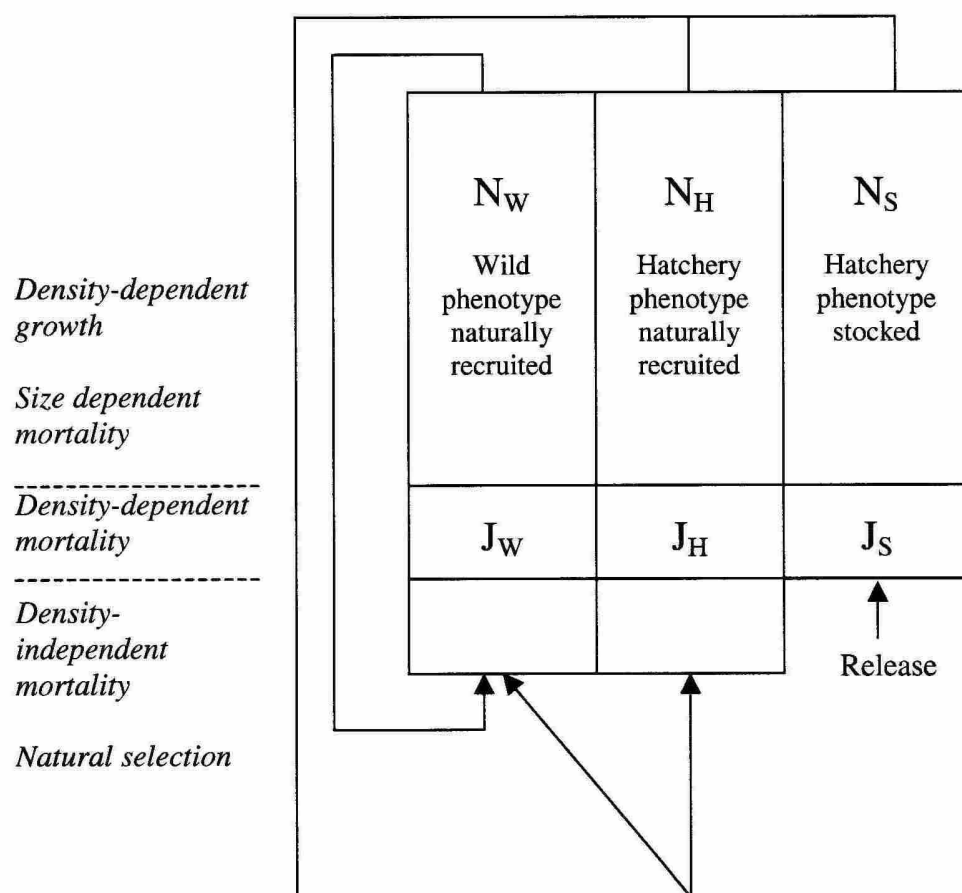 N_W
N_H
N_S
Wild
phenotype
naturally
recruited
Hatchery
phenotype
naturally
recruited
Hatchery
phenotype
stocked
Density-dependent
growth
Size dependent
mortality
Density-dependent
mortality
J_W
J_H
J_S
Density-
independent
mortality
Release
Natural selection